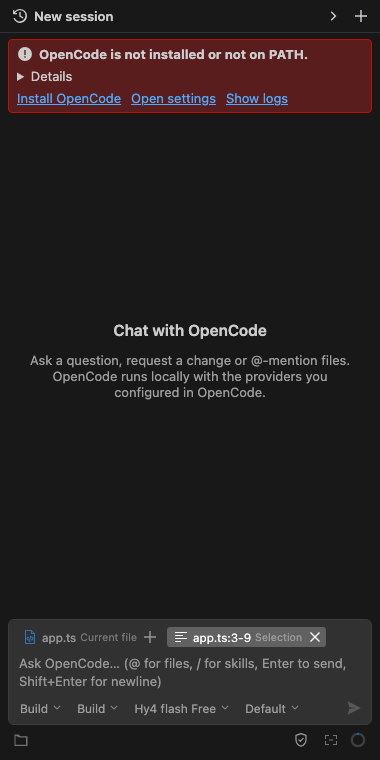 New session
OpenCode is not installed or not on PATH.
Details
Install OpenCode Open settings Show logs
Chat with OpenCode
Ask a question, request a change or @-mention files.
OpenCode runs locally with the providers you
configured in OpenCode.
app.ts Current file app.ts:3-9 Selection
Ask OpenCode... (@ for files, / for skills, Enter to send,
Shift+Enter for newline)
Build Build Hy4 flash Free Default